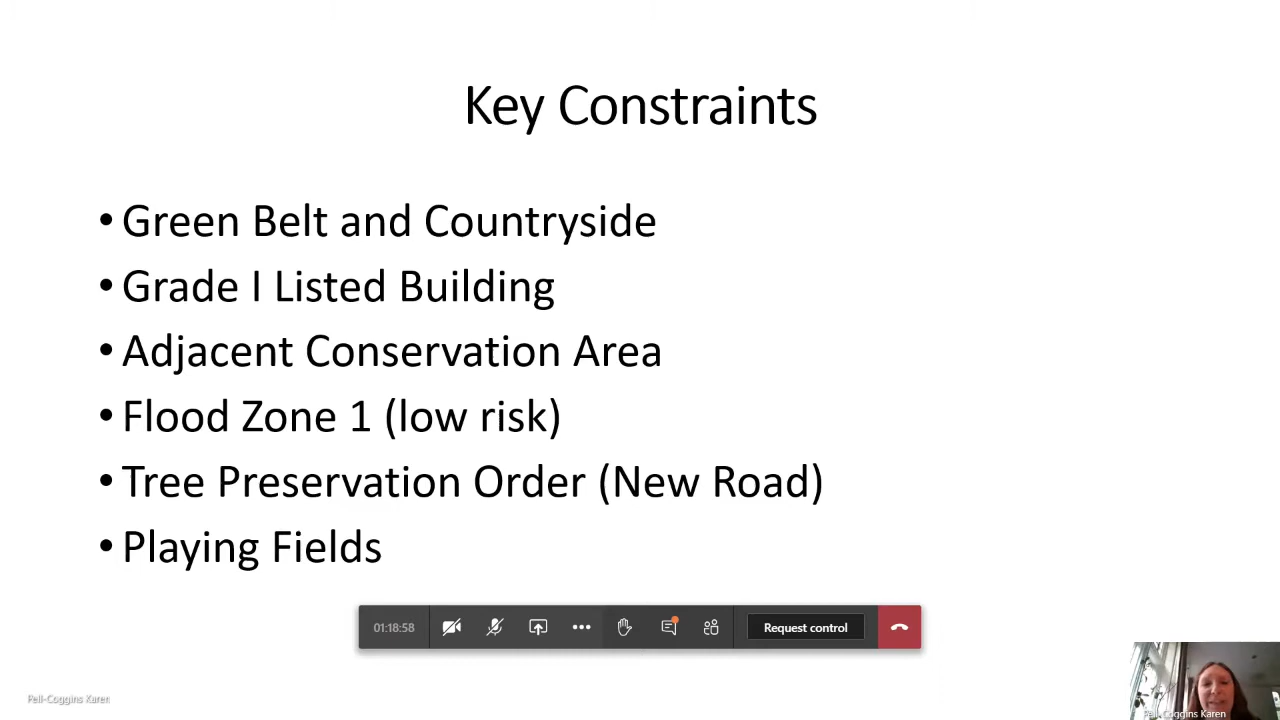 Key Constraints
• Green Belt and Countryside
• Grade I Listed Building
• Adjacent Conservation Area
• Flood Zone 1 (low risk)
• Tree Preservation Order (New Road)
• Playing Fields
01:18:58
Request control
Pell-Coggins Karen
Pell-Coggins Karen